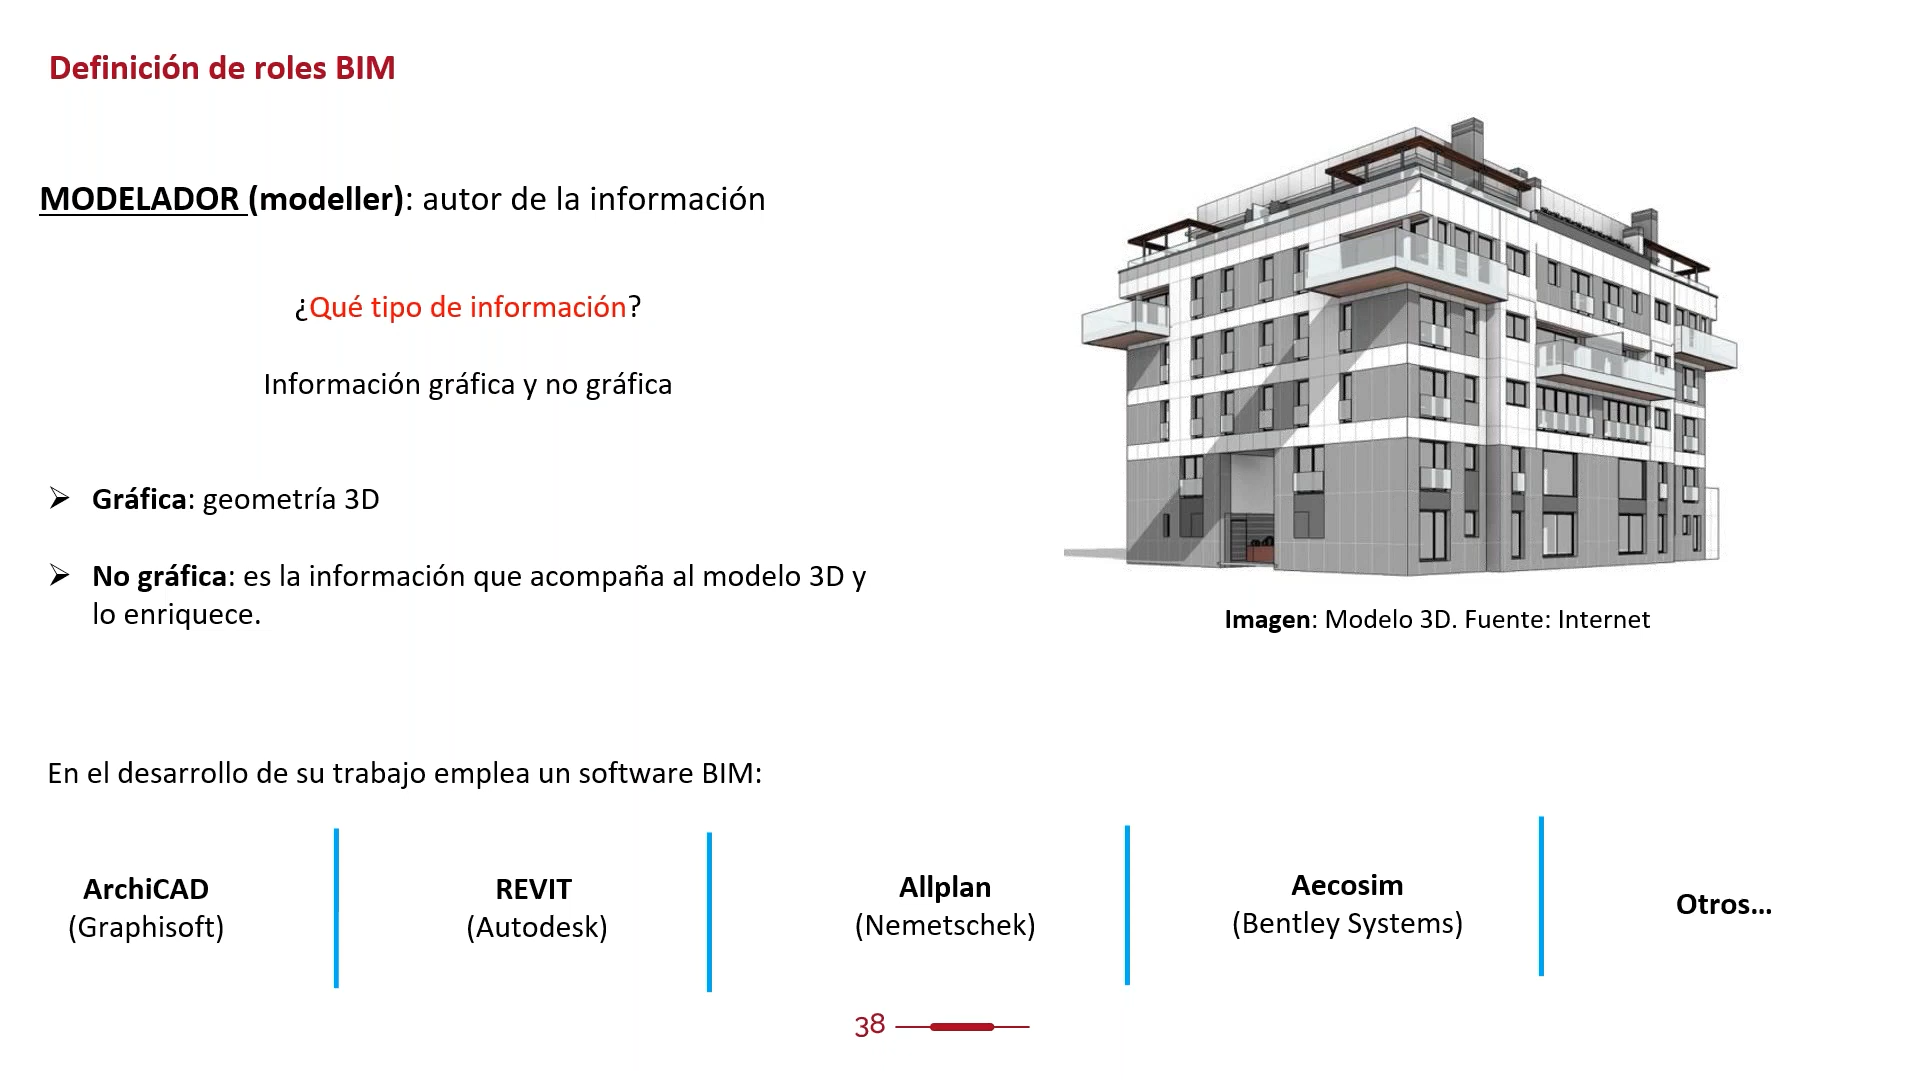 Definición de roles BIM
MODELADOR (modeller): autor de la información
¿Qué tipo de información?
Información gráfica y no gráfica
Gráfica: geometría 3D
No gráfica: es la información que acompaña al modelo 3D y
lo enriquece.
Imagen: Modelo 3D. Fuente: Internet
En el desarrollo de su trabajo emplea un software BIM:
ArchiCAD
(Graphisoft)
REVIT
(Autodesk)
Allplan
(Nemetschek)
Aecosim
(Bentley Systems)
Otros...
38